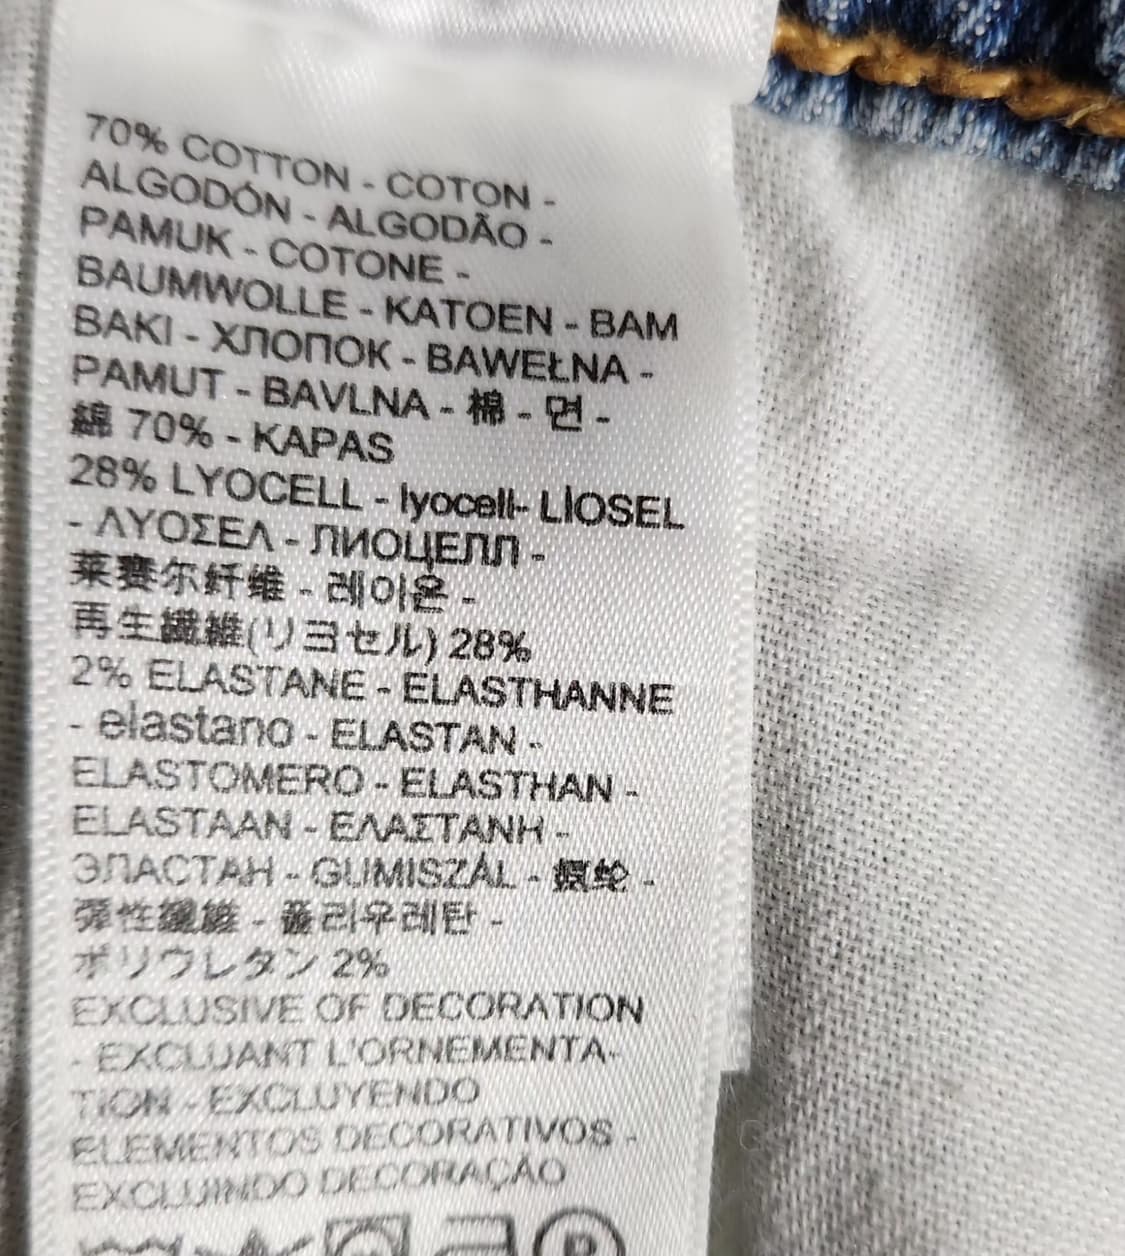 70% COTTON - COTON -
ALGODÓN - ALGODÃO -
PAMUK - COTONE -
BAUMWOLLE - KATOEN - BAM
BAKI - ХЛОПОК - BAWEŁNA -
PAMUT - BAVLNA - 棉 - 면 -
綿 70% - KAPAS
28% LYOCELL - lyocell- LİOSEL
- ΛΥΟΣΕΛ - ЛИОЦЕЛЛ -
莱赛尔纤维 - 레이온 -
再生繊維(リヨセル) 28%
2% ELASTANE - ELASTHANNE
- elastano - ELASTAN -
ELASTOMERO - ELASTHAN -
ELASTAAN - ΕΛΑΣΤΑΝΗ -
ЭЛАСТАН - GUMISZÁL - 氨纶 -
彈性纖維 - 폴리우레탄 -
ポリウレタン 2%
EXCLUSIVE OF DECORATION
- EXCLUANT L'ORNEMENTA-
TION - EXCLUYENDO
ELEMENTOS DECORATIVOS -
EXCLUINDO DECORAÇÃO
P